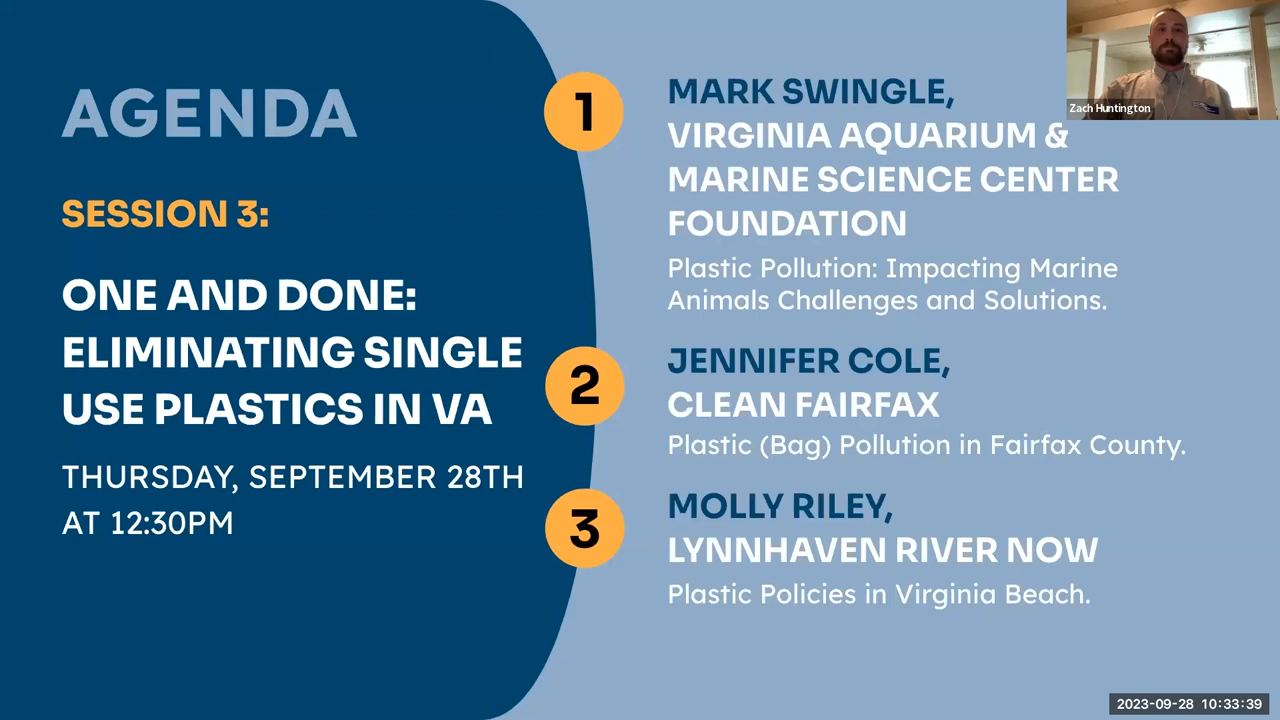 AGENDA
SESSION 3:
ONE AND DONE:
ELIMINATING SINGLE
USE PLASTICS IN VA
THURSDAY, SEPTEMBER 28TH
AT 12:30PM
1
MARK SWINGLE,
VIRGINIA AQUARIUM &
MARINE SCIENCE CENTER
FOUNDATION
Plastic Pollution: Impacting Marine
Animals Challenges and Solutions.
2
JENNIFER COLE,
CLEAN FAIRFAX
Plastic (Bag) Pollution in Fairfax County.
3
MOLLY RILEY,
LYNNHAVEN RIVER NOW
Plastic Policies in Virginia Beach.
Zach Huntington
2023-09-28 10:33:39